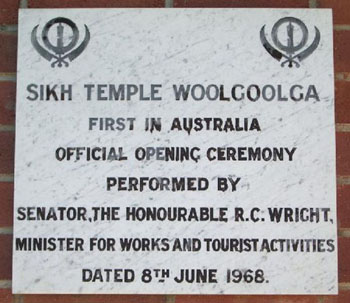 SIKH TEMPLE WOOLGOOLGA
FIRST IN AUSTRALIA
OFFICIAL OPENING CEREMONY
PERFORMED BY
SENATOR, THE HONOURABLE R.C. WRIGHT,
MINISTER FOR WORKS AND TOURIST ACTIVITIES
DATED 8TH JUNE 1968.